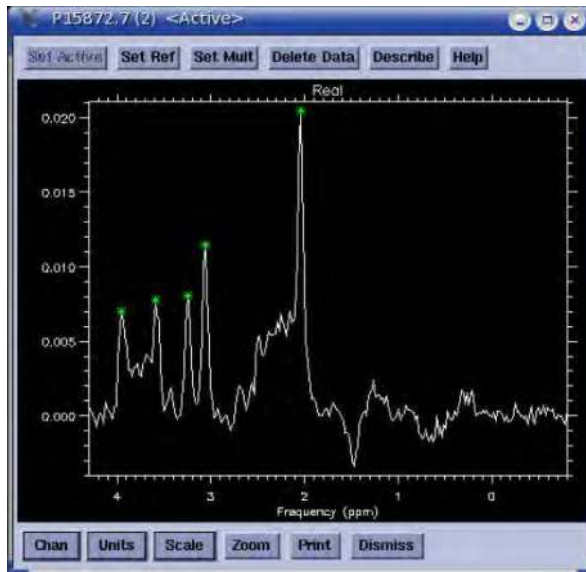 P15872.7 (2) <Active>
Set Active Set Ref Set Mult Delete Data Describe Help
Real
0.020
0.015
0.010
0.005
0.000
4 3 2 1 0
Frequency (ppm)
Chan Units Scale Zoom Print Dismiss